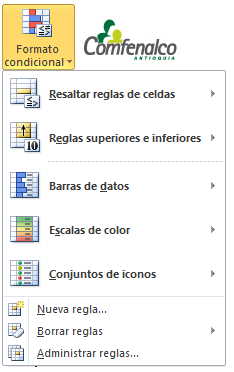 Formato
condicional
Comfenalco
ANTIOQUIA
Resaltar reglas de celdas
Reglas superiores e inferiores
10
Barras de datos
Escalas de color
Conjuntos de iconos
Nueva regla...
Borrar reglas
Administrar reglas...